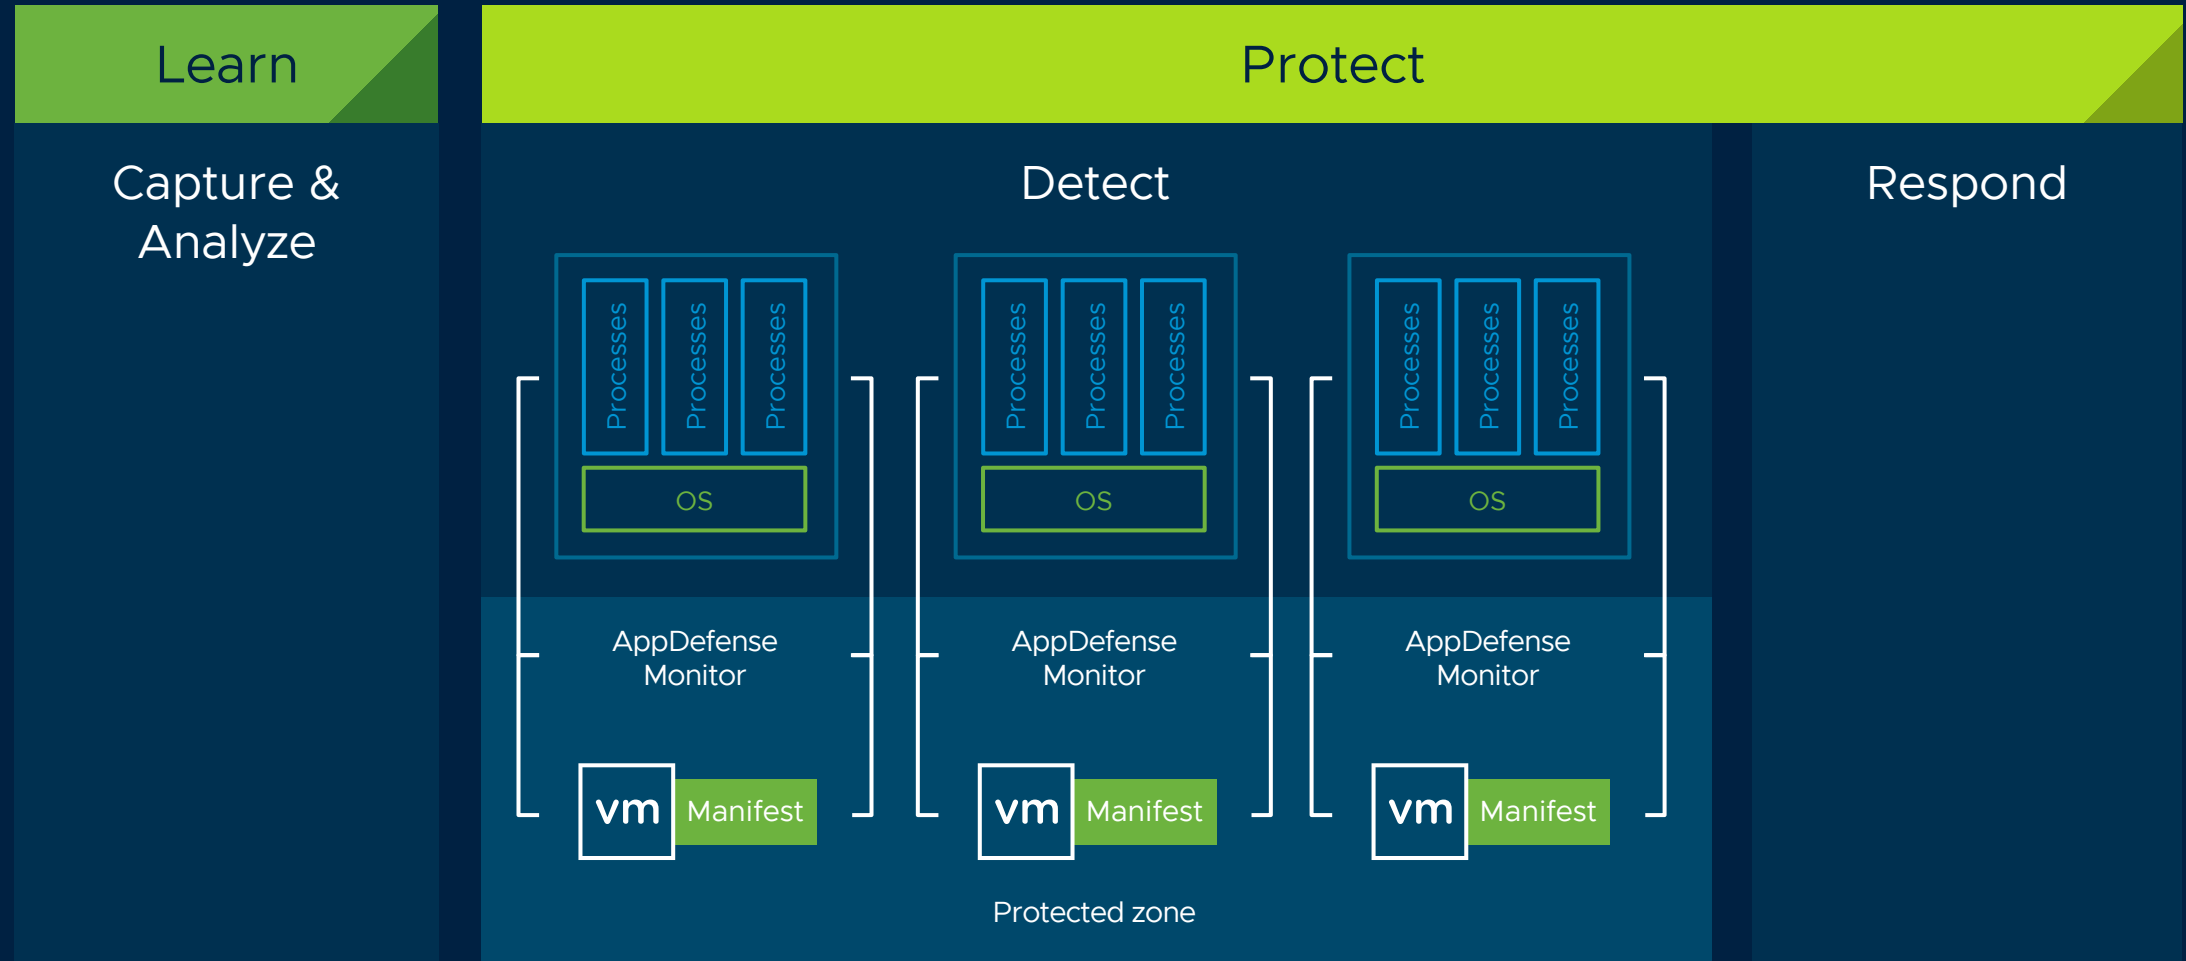 Learn
Protect
Capture &
Analyze
Detect
Respond
Processes
Processes
Processes
OS
Processes
Processes
Processes
OS
Processes
Processes
Processes
OS
AppDefense
Monitor
AppDefense
Monitor
AppDefense
Monitor
vm Manifest
vm Manifest
vm Manifest
Protected zone